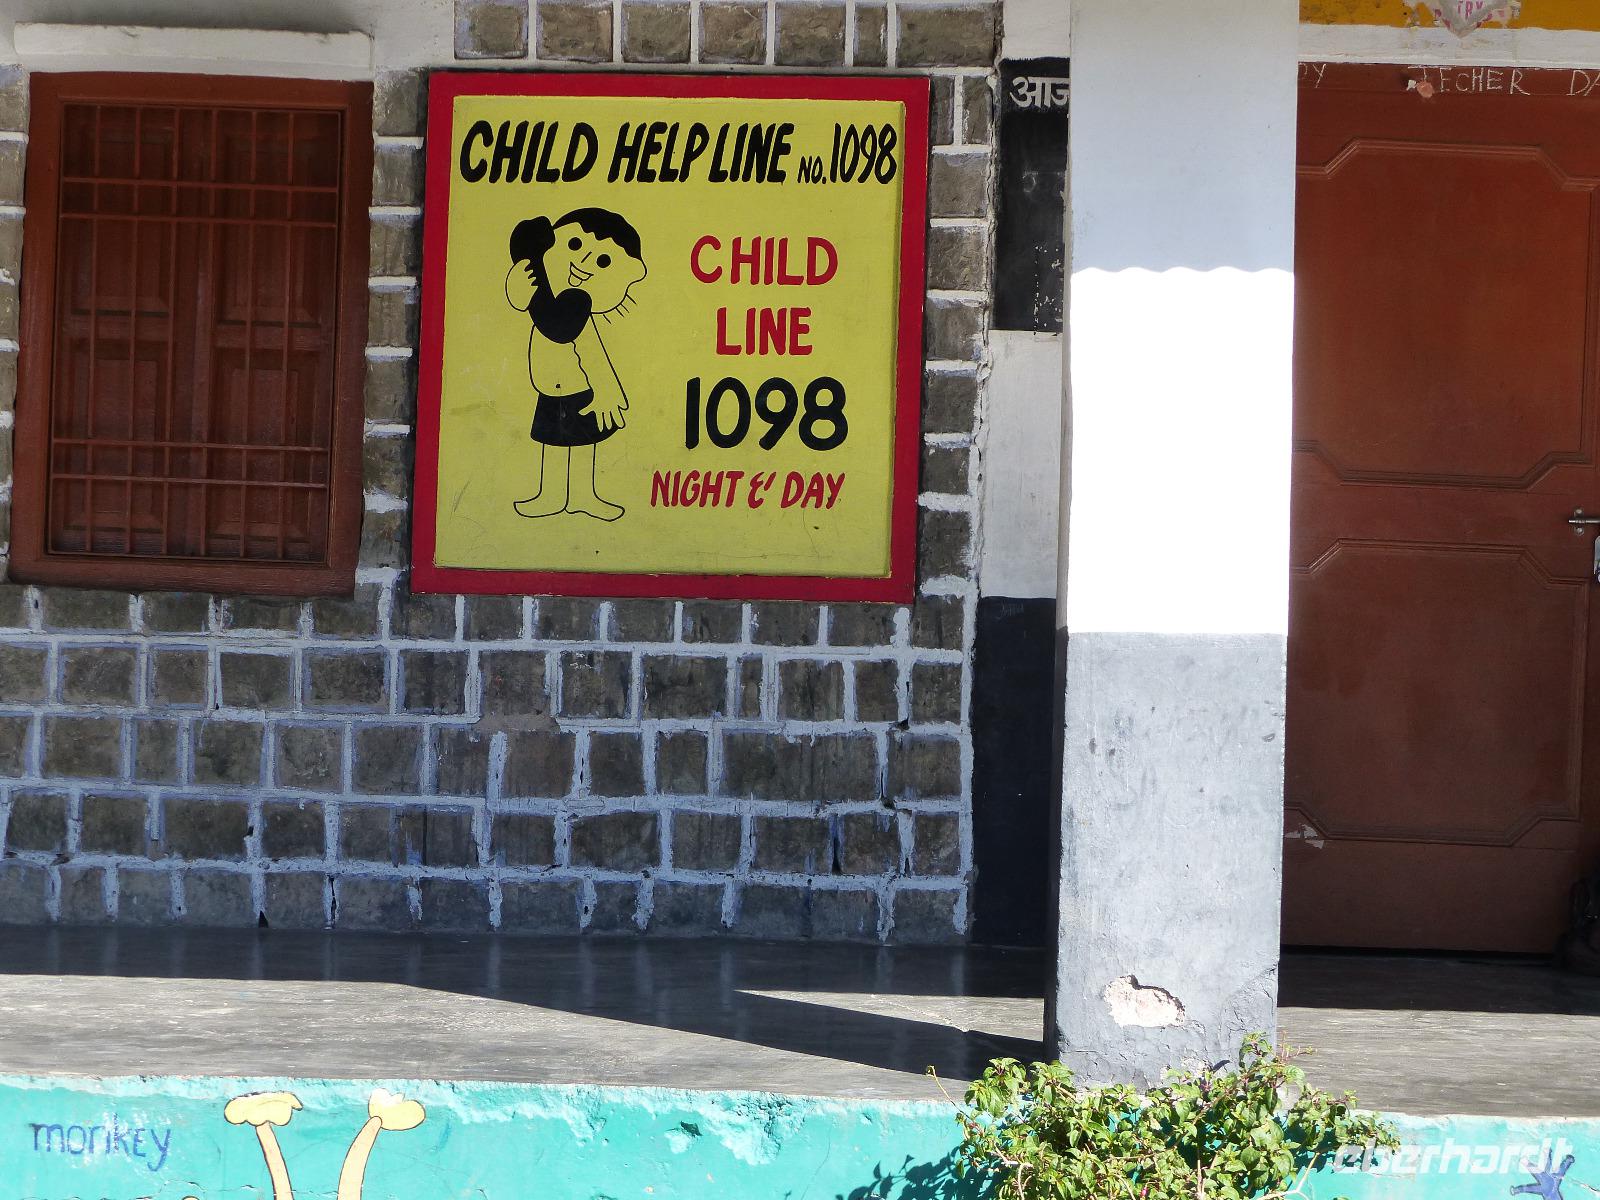 CHILD HELP LINE NO. 1098
CHILD
LINE
1098
NIGHT & DAY
आज
TECHER
monkey
eberhardt